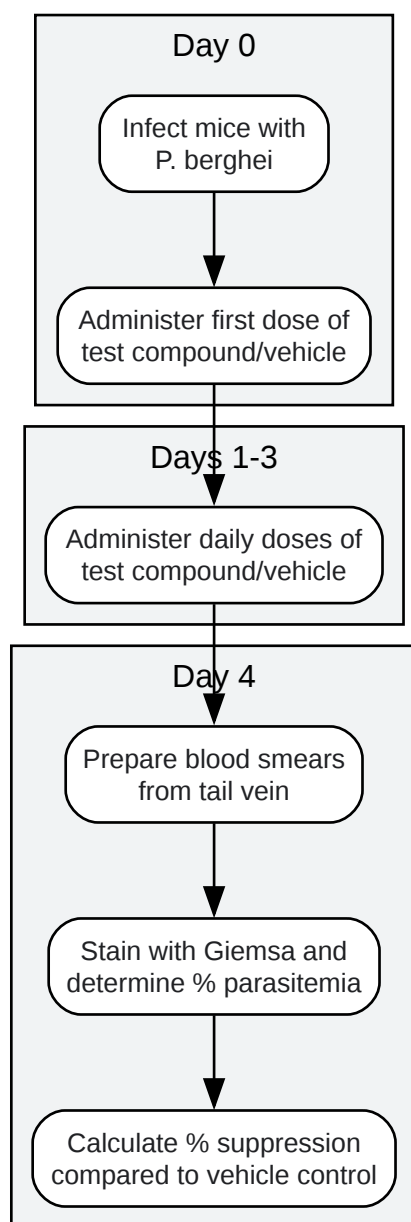 Day 0
Infect mice with
P. berghei
Administer first dose of
test compound/vehicle
Days 1-3
Administer daily doses of
test compound/vehicle
Day 4
Prepare blood smears
from tail vein
Stain with Giemsa and
determine % parasitemia
Calculate % suppression
compared to vehicle control